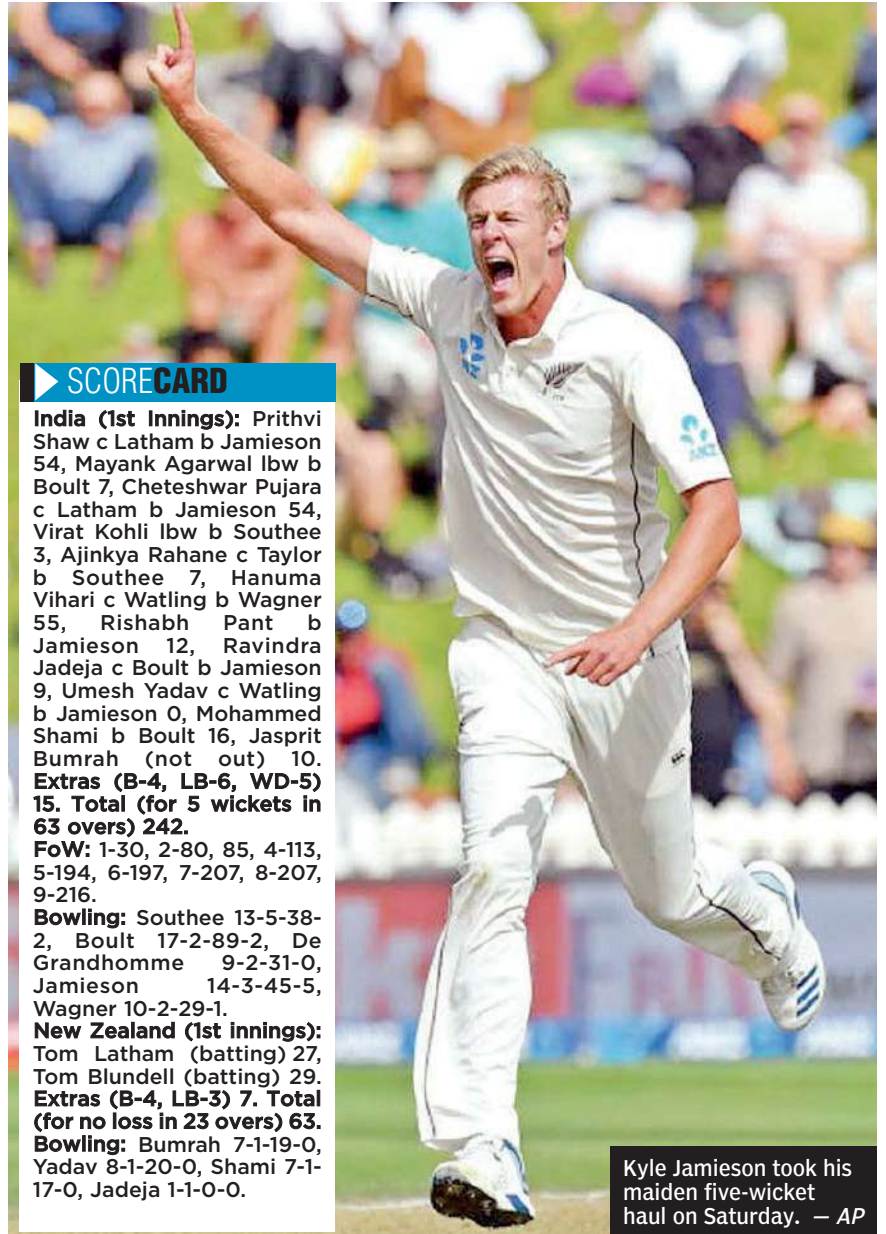 SCORECARD
India (1st Innings): Prithvi
Shaw c Latham b Jamieson
54, Mayank Agarwal lbw b
Boult 7, Cheteshwar Pujara
c Latham b Jamieson 54,
Virat Kohli lbw b Southee
3, Ajinkya Rahane c Taylor
b Southee 7, Hanuma
Vihari c Watling b Wagner
55, Rishabh Pant b
Jamieson 12, Ravindra
Jadeja c Boult b Jamieson
9, Umesh Yadav c Watling
b Jamieson 0, Mohammed
Shami b Boult 16, Jasprit
Bumrah (not out) 10.
Extras (B-4, LB-6, WD-5)
15. Total (for 5 wickets in
63 overs) 242.
FoW: 1-30, 2-80, 85, 4-113,
5-194, 6-197, 7-207, 8-207,
9-216.
Bowling: Southee 13-5-38-
2, Boult 17-2-89-2, De
Grandhomme 9-2-31-0,
Jamieson 14-3-45-5,
Wagner 10-2-29-1.
New Zealand (1st innings):
Tom Latham (batting) 27,
Tom Blundell (batting) 29.
Extras (B-4, LB-3) 7. Total
(for no loss in 23 overs) 63.
Bowling: Bumrah 7-1-19-0,
Yadav 8-1-20-0, Shami 7-1-
17-0, Jadeja 1-1-0-0.
ANZ
Kyle Jamieson took his
maiden five-wicket
haul on Saturday. — AP